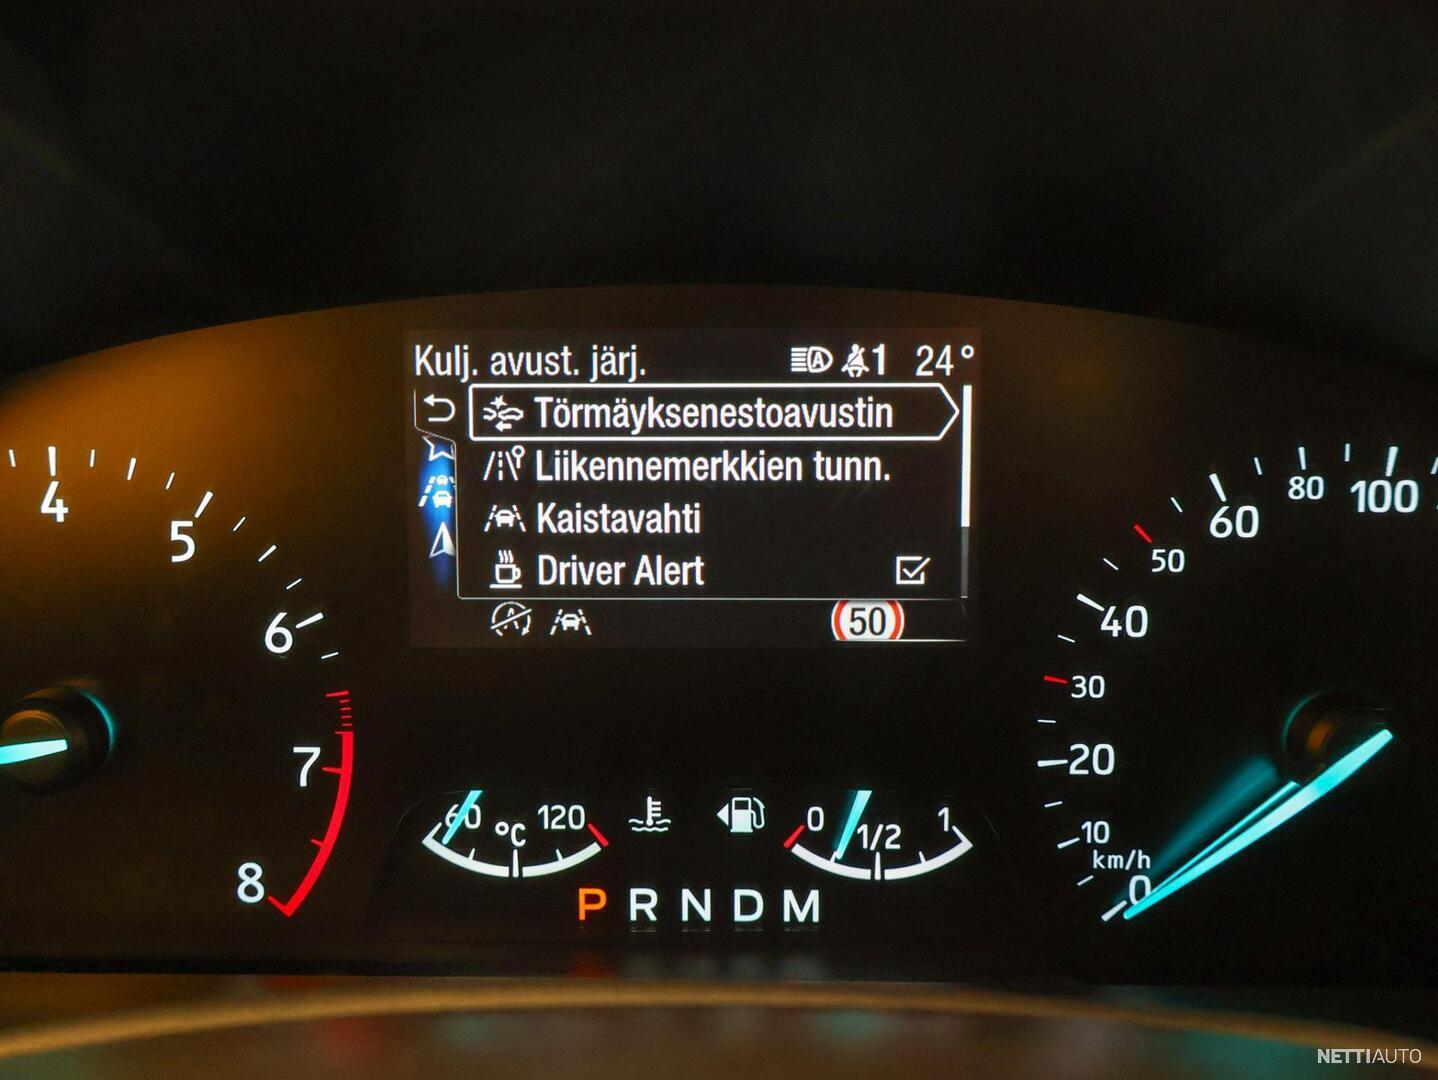 Kulj. avust. järj. A 1 24°
Törmäyksenestoavustin
Liikennemerkkien tunn.
Kaistavahti
Driver Alert
A 50
4 5 6 7 8
60 °C 120
0 1/2 1
P R N D M
0 10 20 30 40 50 60 80 100
km/h
NETTIAUTO